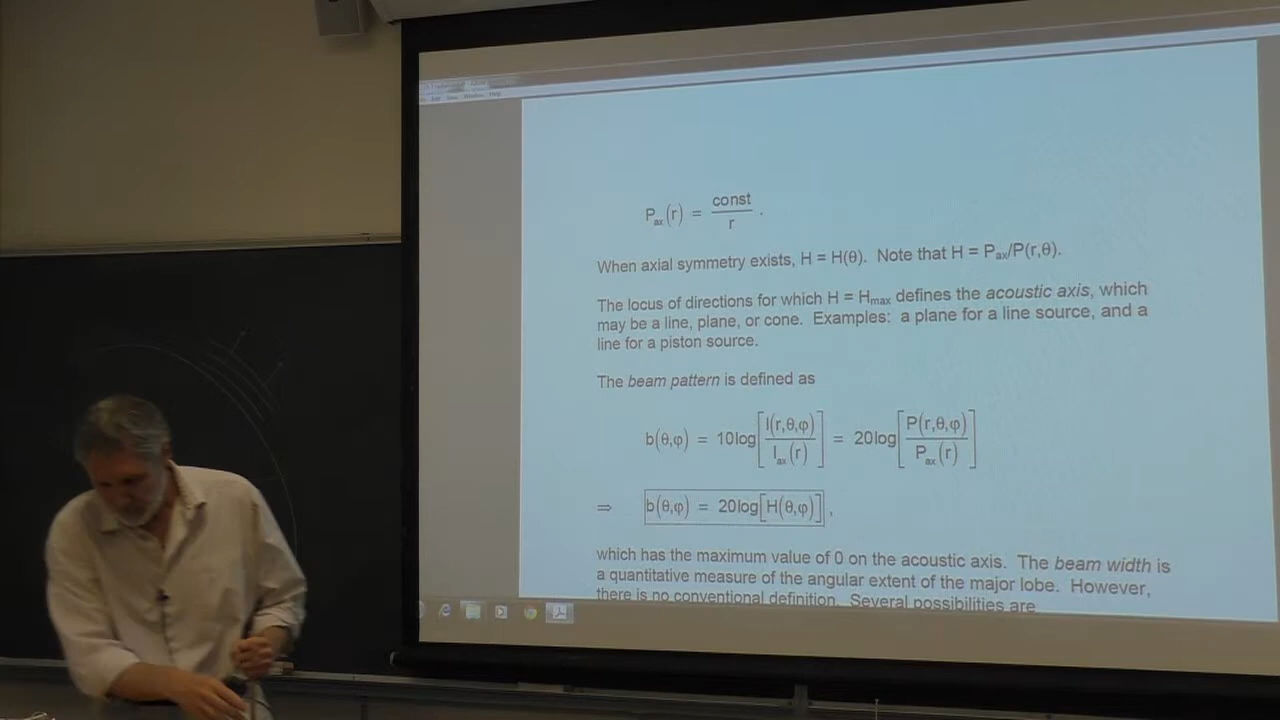 Edit View Window Help
P_ax(r) = const/r .
When axial symmetry exists, H = H(θ). Note that H = P_ax/P(r,θ).
The locus of directions for which H = H_max defines the acoustic axis, which
may be a line, plane, or cone. Examples: a plane for a line source, and a
line for a piston source.
The beam pattern is defined as
b(θ,φ) = 10log[I(r,θ,φ)/I_ax(r)] = 20log[P(r,θ,φ)/P_ax(r)]
⇒ b(θ,φ) = 20log[H(θ,φ)],
which has the maximum value of 0 on the acoustic axis. The beam width is
a quantitative measure of the angular extent of the major lobe. However,
there is no conventional definition. Several possibilities are